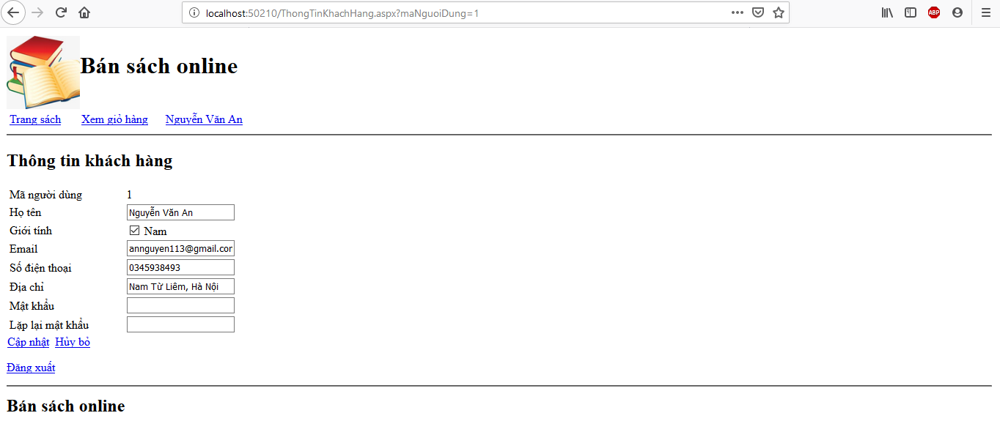 localhost:50210/ThongTinKhachHang.aspx?maNguoiDung=1
ABP
Bán sách online
Trang sách Xem giỏ hàng Nguyễn Văn An
Thông tin khách hàng
Mã người dùng 1
Họ tên Nguyễn Văn An
Giới tính Nam
Email annguyen113@gmail.com
Số điện thoại 0345938493
Địa chỉ Nam Từ Liêm, Hà Nội
Mật khẩu
Lặp lại mật khẩu
Cập nhật Hủy bỏ
Đăng xuất
Bán sách online